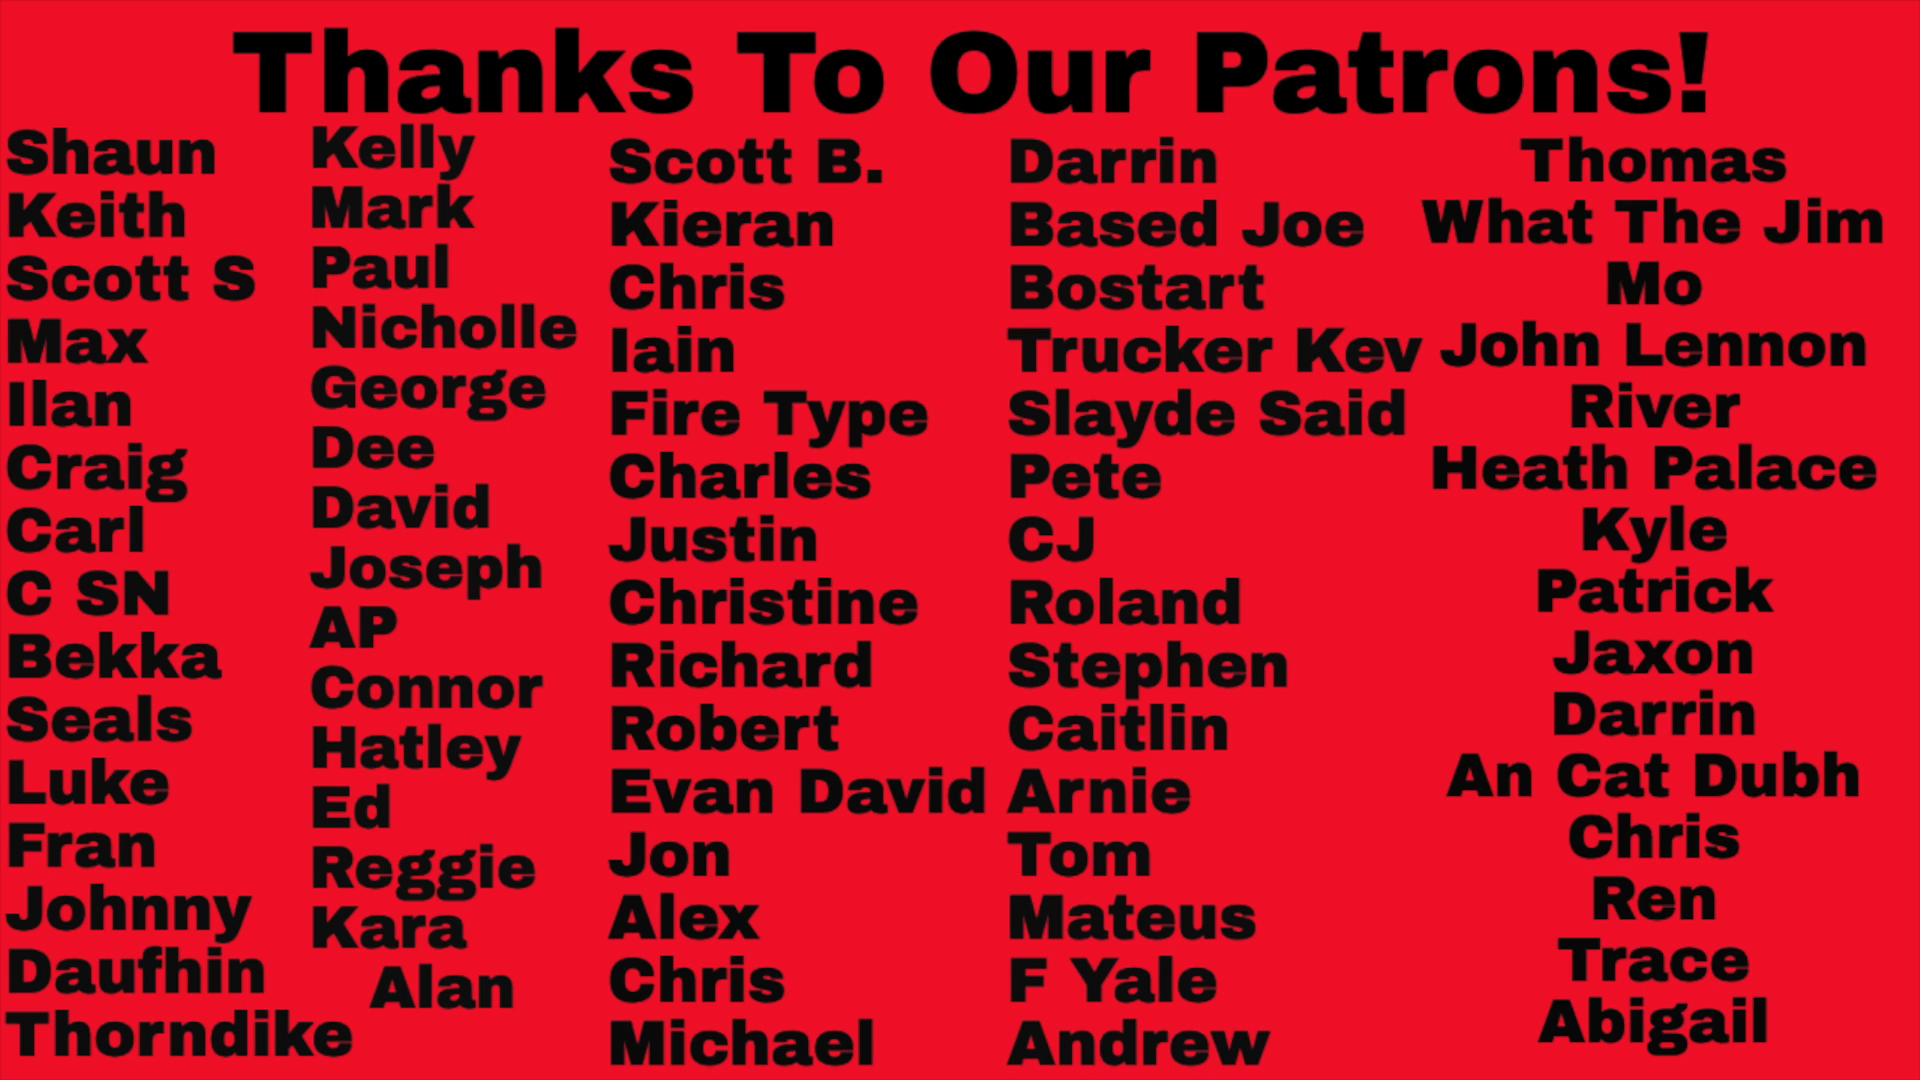 Thanks To Our Patrons!
Shaun
Keith
Scott S
Max
Ilan
Craig
Carl
C SN
Bekka
Seals
Luke
Fran
Johnny
Daufhin
Thorndike
Kelly
Mark
Paul
Nicholle
George
Dee
David
Joseph
AP
Connor
Hatley
Ed
Reggie
Kara
Alan
Scott B.
Kieran
Chris
Iain
Fire Type
Charles
Justin
Christine
Richard
Robert
Evan David
Jon
Alex
Chris
Michael
Darrin
Based Joe
Bostart
Trucker Kev
Slayde Said
Pete
CJ
Roland
Stephen
Caitlin
Arnie
Tom
Mateus
F Yale
Andrew
Thomas
What The Jim
Mo
John Lennon
River
Heath Palace
Kyle
Patrick
Jaxon
Darrin
An Cat Dubh
Chris
Ren
Trace
Abigail